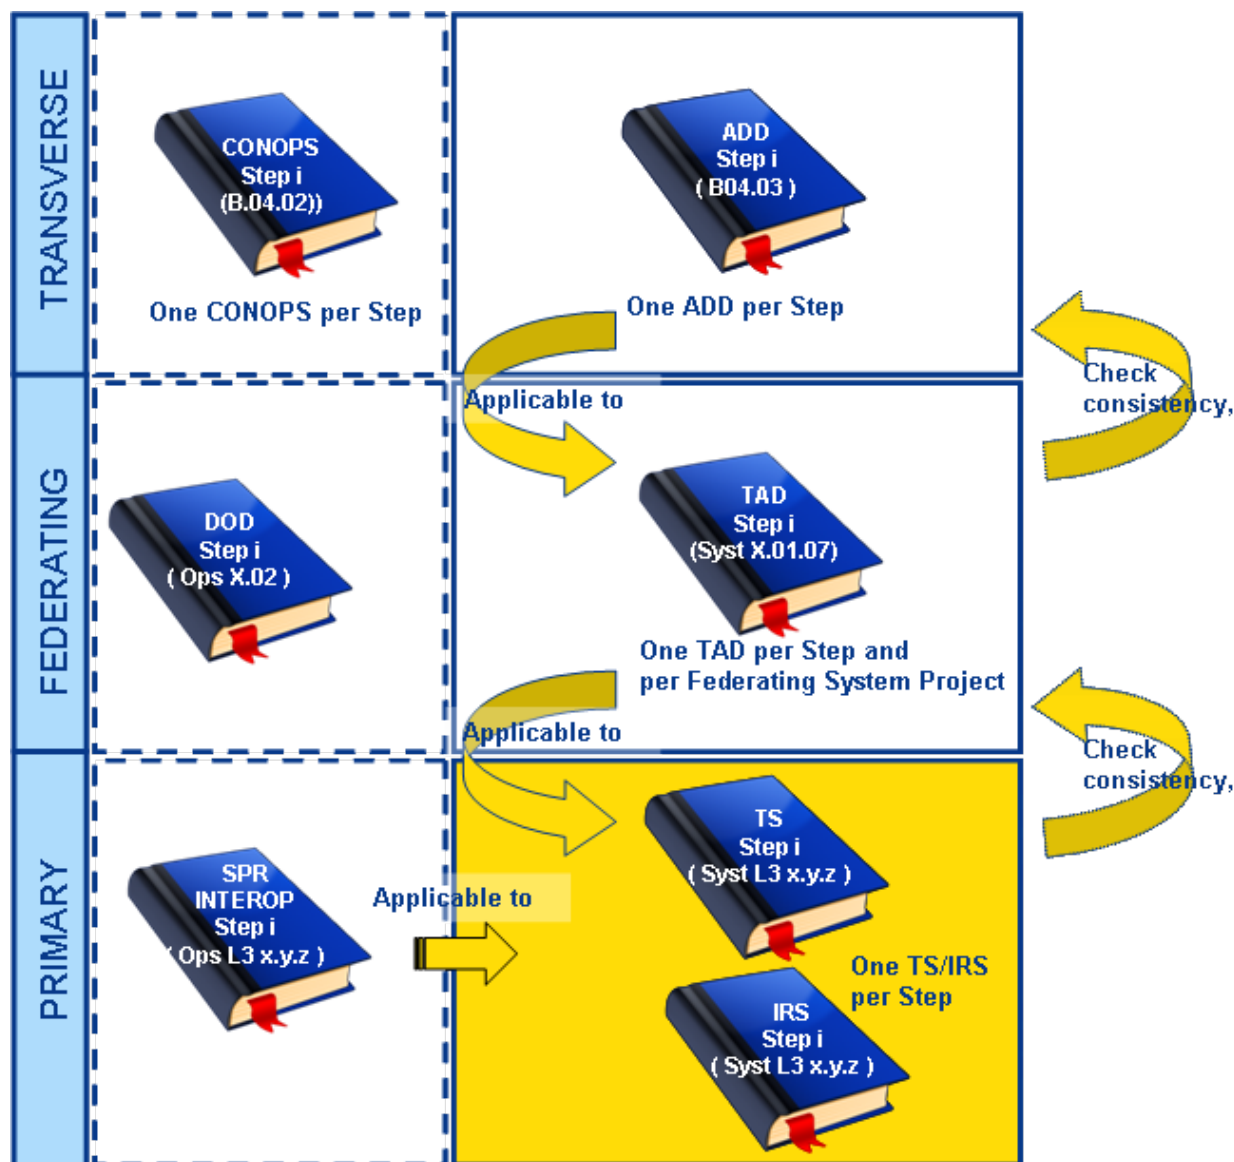 TRANSVERSE
CONOPS
Step i
(B.04.02))
One CONOPS per Step
ADD
Step i
( B04.03 )
One ADD per Step
Applicable to
Check
consistency,
FEDERATING
DOD
Step i
( Ops X.02 )
TAD
Step i
(Syst X.01.07)
One TAD per Step and
per Federating System Project
Applicable to
Check
consistency,
PRIMARY
SPR
INTEROP
Step i
( Ops L3 x.y.z )
Applicable to
TS
Step i
( Syst L3 x.y.z )
One TS/IRS
per Step
IRS
Step i
( Syst L3 x.y.z )